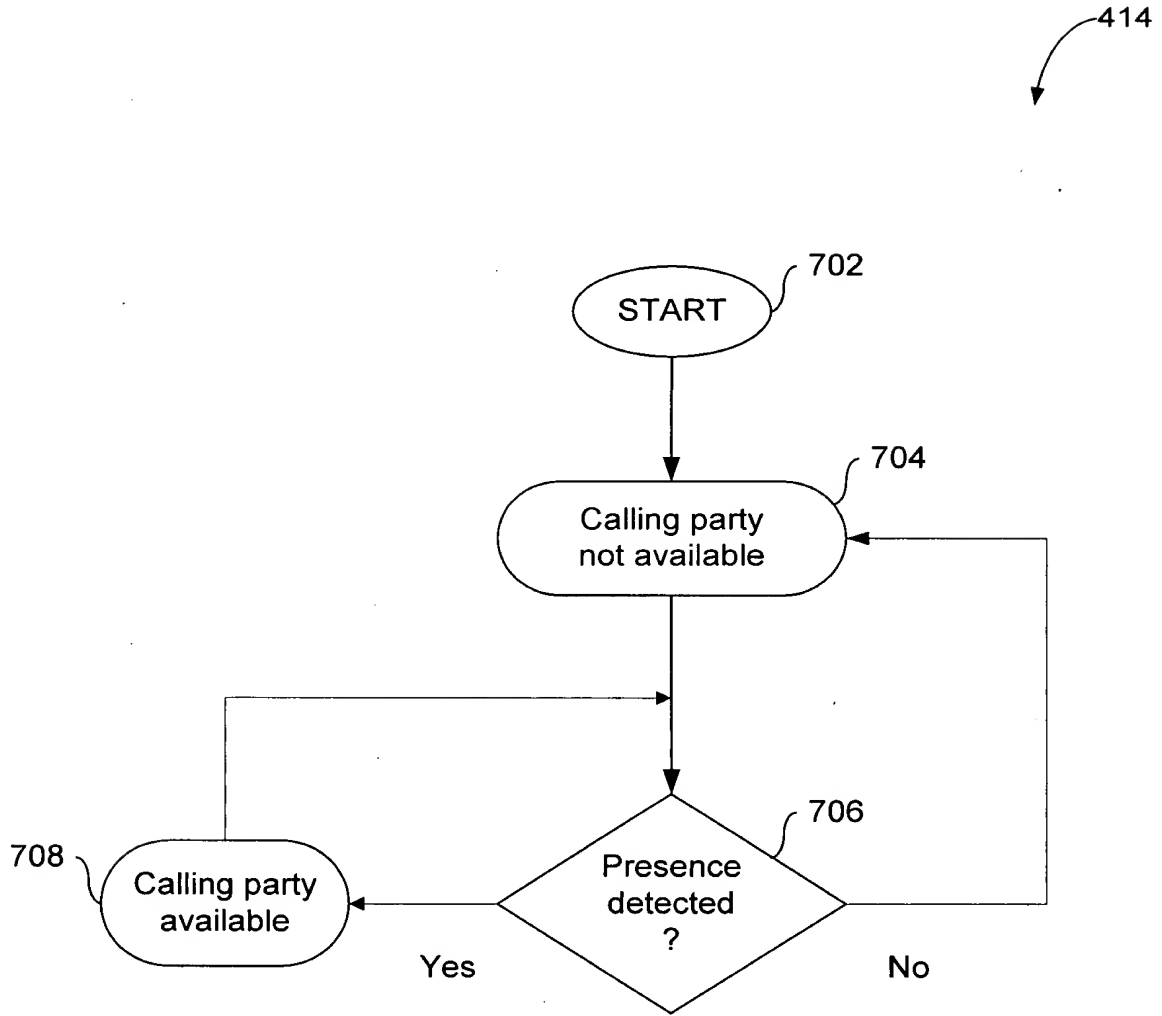 414
702
START
704
Calling party
not available
706
708
Presence
detected
?
Calling party
available
Yes
No